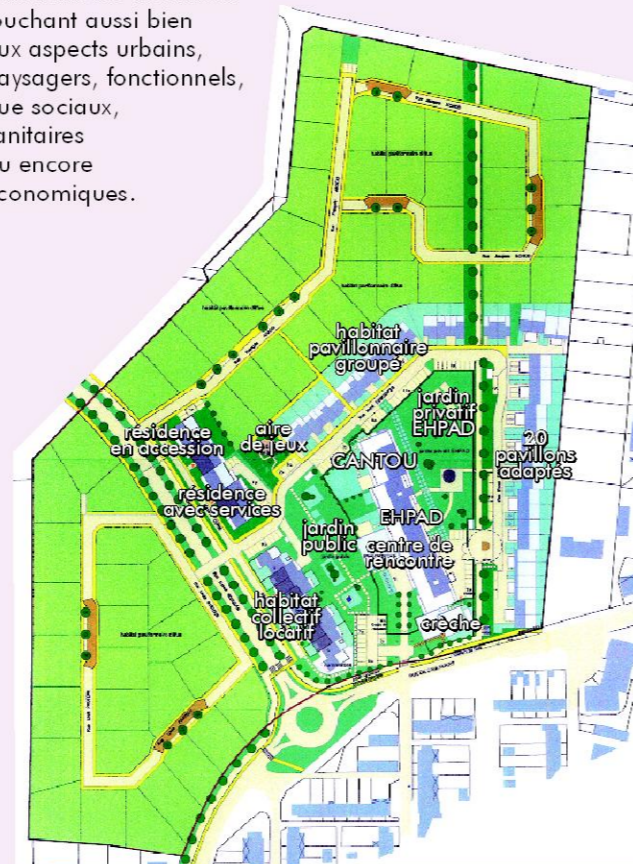 ouchant aussi bien
ux aspects urbains,
aysagers, fonctionnels,
ue sociaux,
anitaires
u encore
conomiques.
habitat
pavillonnaire
groupé
jardin
privatif
EHPAD
résidence
en accession
aire
de jeux
CANTOU
20
pavillons
adaptés
résidence
avec services
jardin
public
EHPAD
centre de
rencontre
habitat
collectif
locatif
crèche